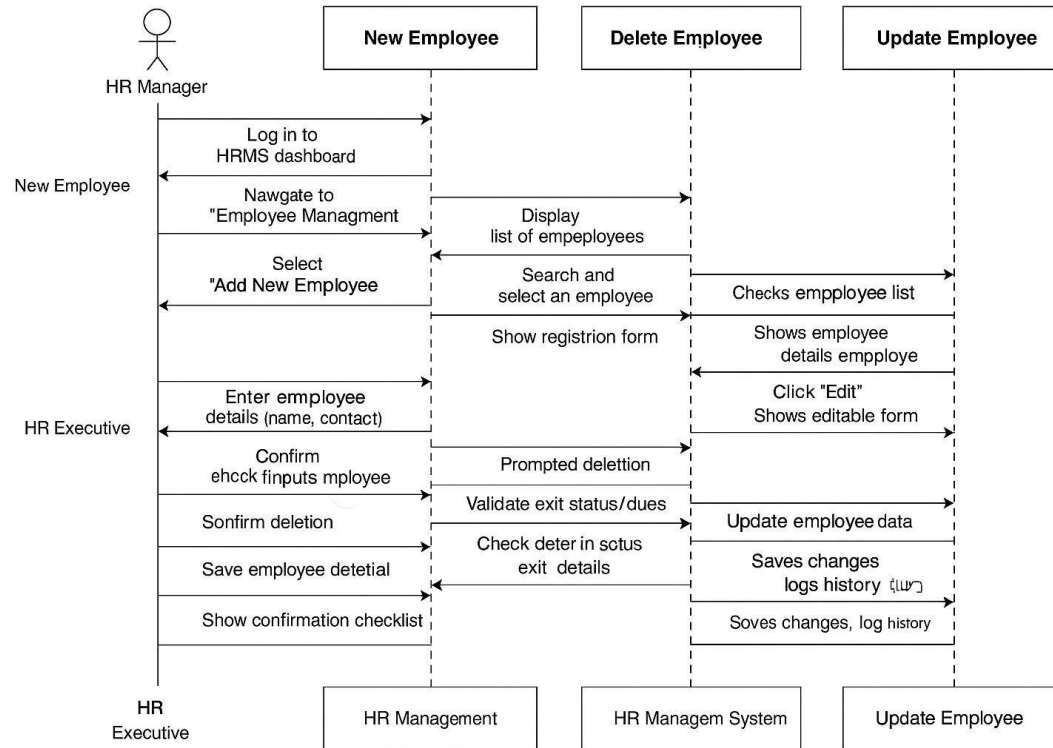 New Employee
Delete Employee
Update Employee
HR Manager
Log in to
HRMS dashboard
New Employee
Nawgate to
"Employee Managment
Display
list of empeployees
Select
"Add New Employee
Search and
select an employee
Checks empployee list
Show registrion form
Shows employee
details empploye
Enter employee
details (name, contact)
Click "Edit"
Shows editable form
HR Executive
Confirm
ehcck finputs mployee
Prompted delettion
Validate exit status/dues
Sonfirm deletion
Update employee data
Check deter in sctus
exit details
Save employee detetial
Saves changes
logs history
Show confirmation checklist
Soves changes, log history
HR
Executive
HR Management
HR Managem System
Update Employee